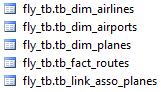 fly_tb.tb_dim_airlines
fly_tb.tb_dim_airports
fly_tb.tb_dim_planes
fly_tb.tb_fact_routes
fly_tb.tb_link_asso_planes